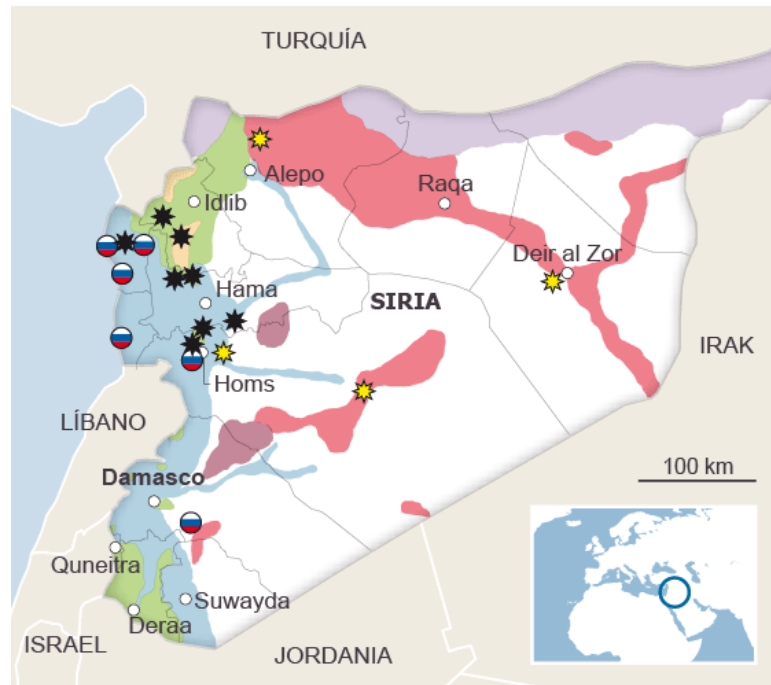 TURQUÍA
Alepo
Idlib
Raqa
Deir al Zor
Hama
SIRIA
IRAK
Homs
LÍBANO
100 km
Damasco
Quneitra
Suwayda
Deraa
ISRAEL
JORDANIA